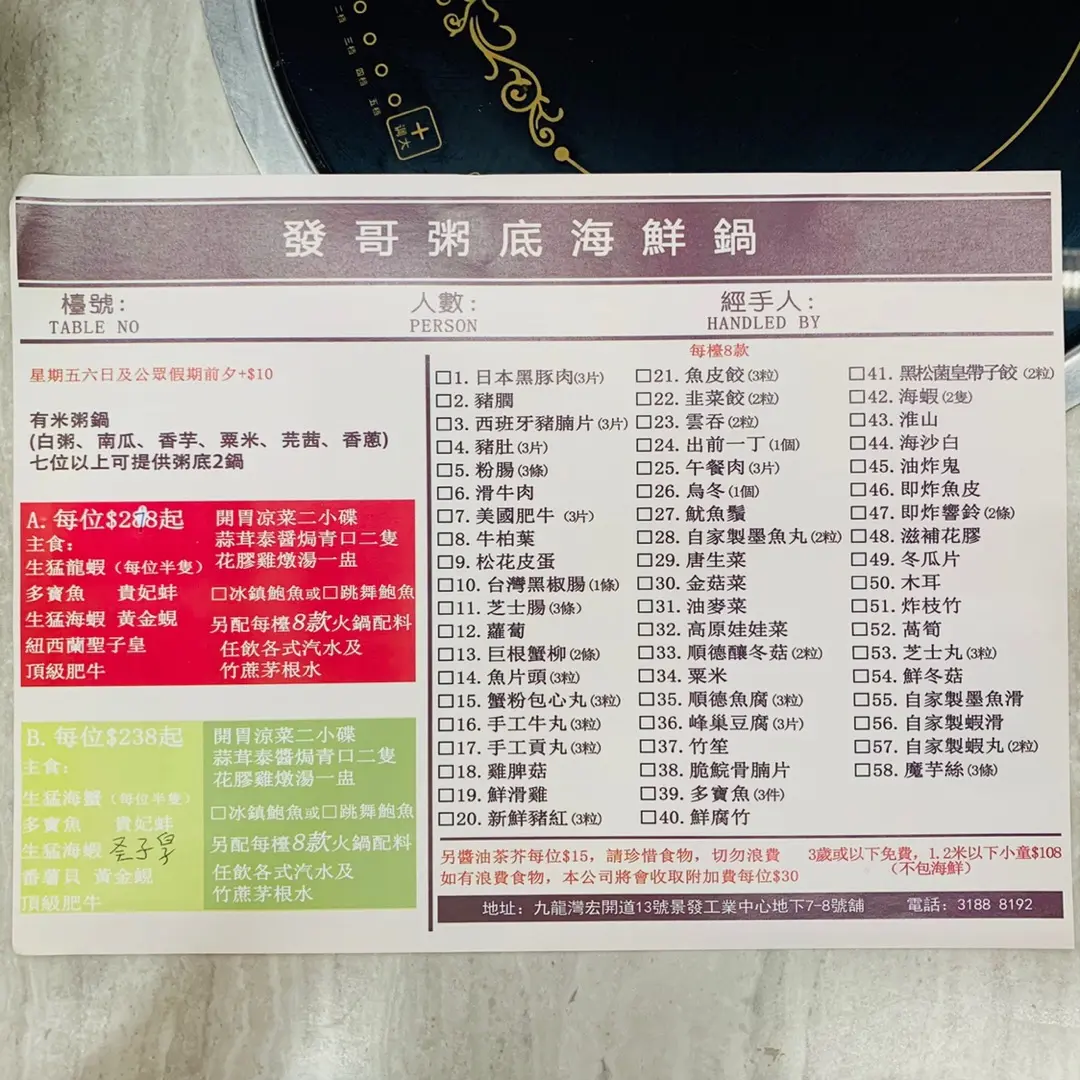 二档
三档
四档
五档
+
调大
發哥粥底海鮮鍋
檯號:
TABLE NO
人數:
PERSON
經手人:
HANDLED BY
星期五六日及公眾假期前夕+$10
有米粥鍋
(白粥、南瓜、香芋、粟米、芫茜、香蔥)
七位以上可提供粥底2鍋
A. 每位$298起
主食:
生猛龍蝦 (每位半隻)
多寶魚 貴妃蚌
生猛海蝦 黃金蜆
紐西蘭聖子皇
頂級肥牛
開胃涼菜二小碟
蒜茸泰醬焗青口二隻
花膠雞燉湯一盅
□冰鎮鮑魚或□跳舞鮑魚
另配每檯8款火鍋配料
任飲各式汽水及
竹蔗茅根水
B. 每位$238起
主食:
生猛海蟹 (每位半隻)
多寶魚 貴妃蚌
生猛海蝦 圣子皇
番薯貝 黃金蜆
頂級肥牛
開胃涼菜二小碟
蒜茸泰醬焗青口二隻
花膠雞燉湯一盅
□冰鎮鮑魚或□跳舞鮑魚
另配每檯8款火鍋配料
任飲各式汽水及
竹蔗茅根水
每檯8款
□1. 日本黑豚肉(3片)
□2. 豬膶
□3. 西班牙豬腩片(3片)
□4. 豬肚(3片)
□5. 粉腸(3條)
□6. 滑牛肉
□7. 美國肥牛 (3片)
□8. 牛柏葉
□9. 松花皮蛋
□10. 台灣黑椒腸(1條)
□11. 芝士腸(3條)
□12. 蘿蔔
□13. 巨根蟹柳(2條)
□14. 魚片頭(3粒)
□15. 蟹粉包心丸(3粒)
□16. 手工牛丸(3粒)
□17. 手工貢丸(3粒)
□18. 雞脾菇
□19. 鮮滑雞
□20. 新鮮豬紅(3粒)
□21. 魚皮餃(3粒)
□22. 韭菜餃(2粒)
□23. 雲吞(2粒)
□24. 出前一丁(1個)
□25. 午餐肉(3片)
□26. 烏冬(1個)
□27. 魷魚鬚
□28. 自家製墨魚丸(2粒)
□29. 唐生菜
□30. 金菇菜
□31. 油麥菜
□32. 高原娃娃菜
□33. 順德釀冬菇(2粒)
□34. 粟米
□35. 順德魚腐(3粒)
□36. 峰巢豆腐(3片)
□37. 竹笙
□38. 脆皖骨腩片
□39. 多寶魚(3件)
□40. 鮮腐竹
□41. 黑松菌皇帶子餃(2粒)
□42. 海蝦(2隻)
□43. 淮山
□44. 海沙白
□45. 油炸鬼
□46. 即炸魚皮
□47. 即炸響鈴(2條)
□48. 滋補花膠
□49. 冬瓜片
□50. 木耳
□51. 炸枝竹
□52. 萵筍
□53. 芝士丸(3粒)
□54. 鮮冬菇
□55. 自家製墨魚滑
□56. 自家製蝦滑
□57. 自家製蝦丸(2粒)
□58. 魔芋絲(3條)
另醬油茶芥每位$15，請珍惜食物，切勿浪費
如有浪費食物，本公司將會收取附加費每位$30
3歲或以下免費，1.2米以下小童$108
(不包海鮮)
地址：九龍灣宏開道13號景發工業中心地下7-8號舖 電話：3188 8192